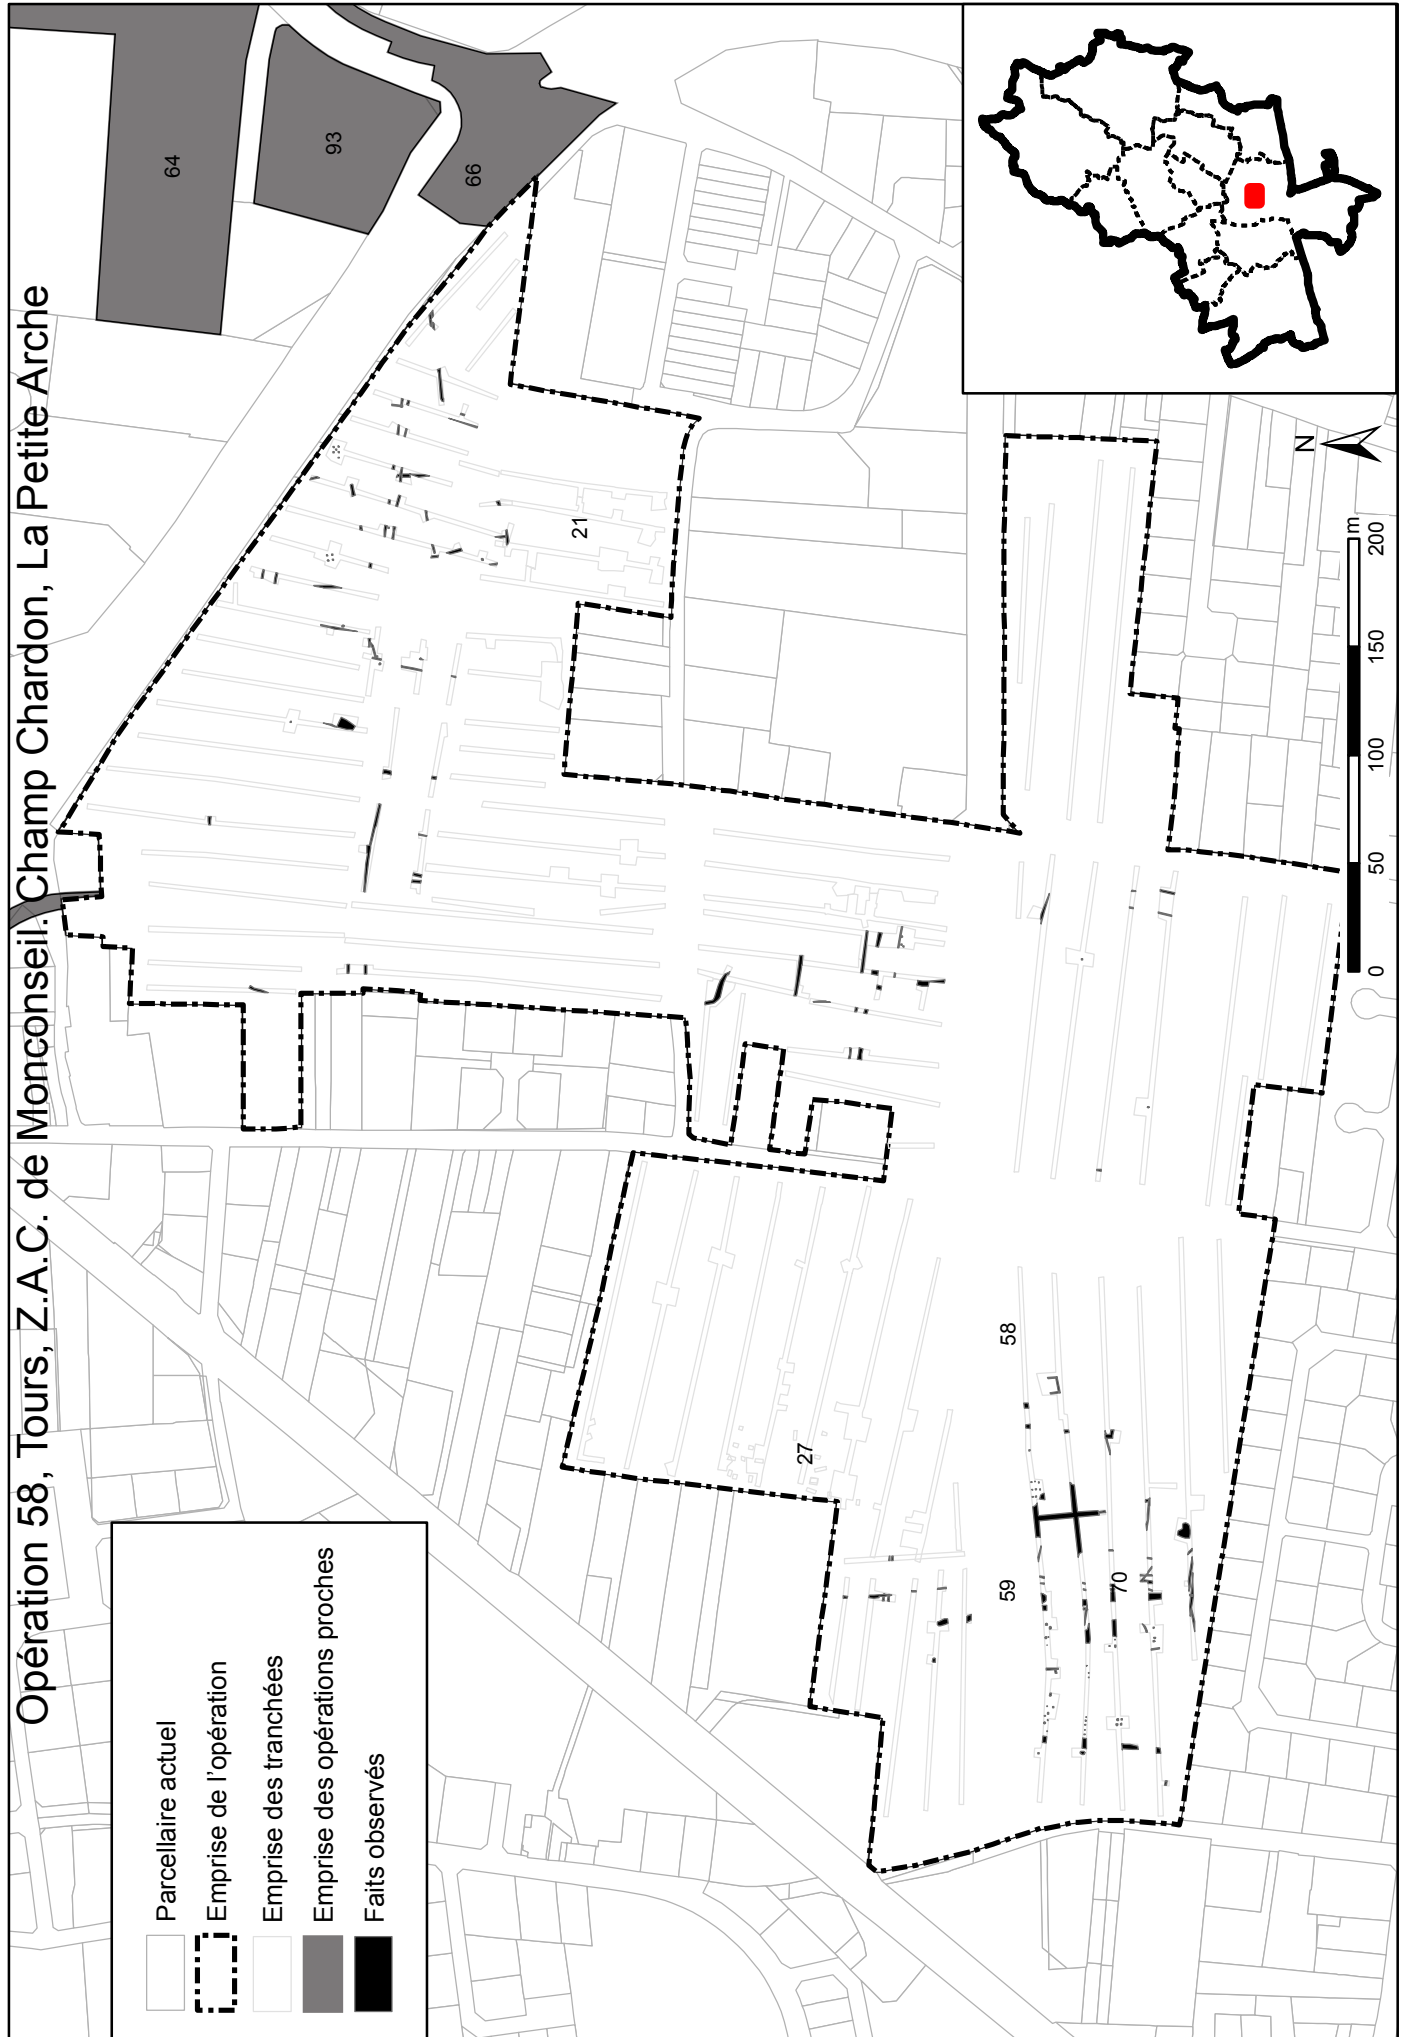 Opération 58, Tours, Z.A.C. de Monconseil. Champ Chardon, La Petite Arche
Parcellaire actuel
Emprise de l'opération
Emprise des tranchées
Emprise des opérations proches
Faits observés
64
93
66
21
27
58
59
70
N
0 50 100 150 200 m